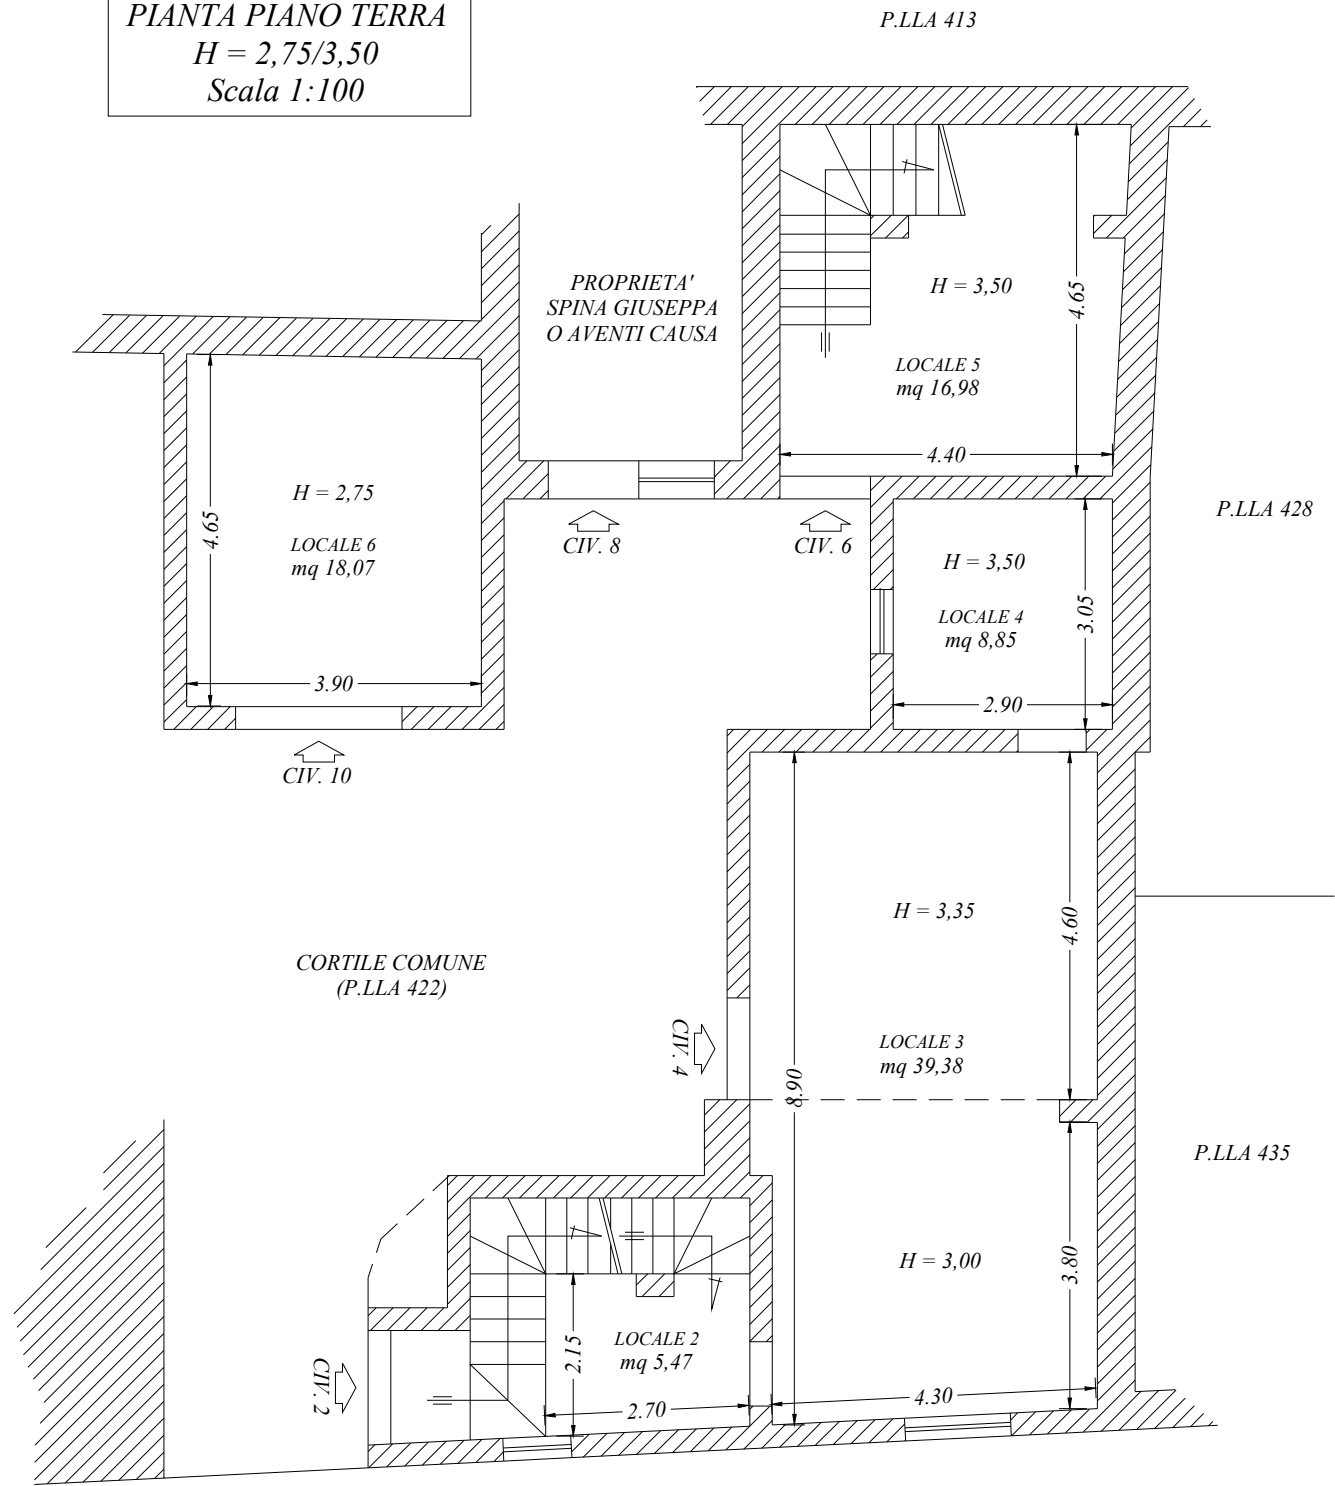 PIANTA PIANO TERRA
H = 2,75/3,50
Scala 1:100
P.LLA 413
PROPRIETA'
SPINA GIUSEPPA
O AVENTI CAUSA
H = 3,50
4.65
LOCALE 5
mq 16,98
4.40
H = 2,75
4.65
LOCALE 6
mq 18,07
3.90
CIV. 8
CIV. 6
P.LLA 428
H = 3,50
LOCALE 4
mq 8,85
3.05
2.90
CIV. 10
H = 3,35
4.60
CORTILE COMUNE
(P.LLA 422)
CIV. 4
LOCALE 3
mq 39,38
8.90
P.LLA 435
H = 3,00
3.80
LOCALE 2
mq 5,47
2.15
CIV. 2
2.70
4.30